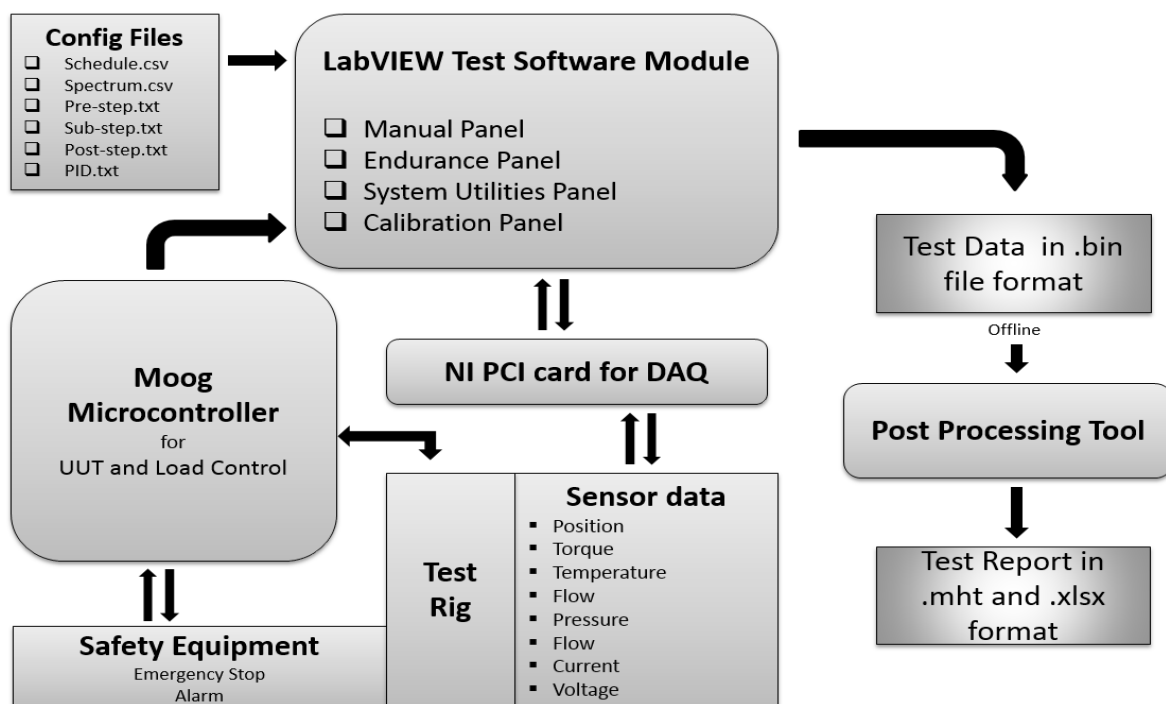 Config Files
Schedule.csv
Spectrum.csv
Pre-step.txt
Sub-step.txt
Post-step.txt
PID.txt
LabVIEW Test Software Module
Manual Panel
Endurance Panel
System Utilities Panel
Calibration Panel
Test Data in .bin
file format
Offline
Post Processing Tool
Test Report in
.mht and .xlsx
format
Moog
Microcontroller
for
UUT and Load Control
NI PCI card for DAQ
Test
Rig
Sensor data
Position
Torque
Temperature
Flow
Pressure
Flow
Current
Voltage
Safety Equipment
Emergency Stop
Alarm